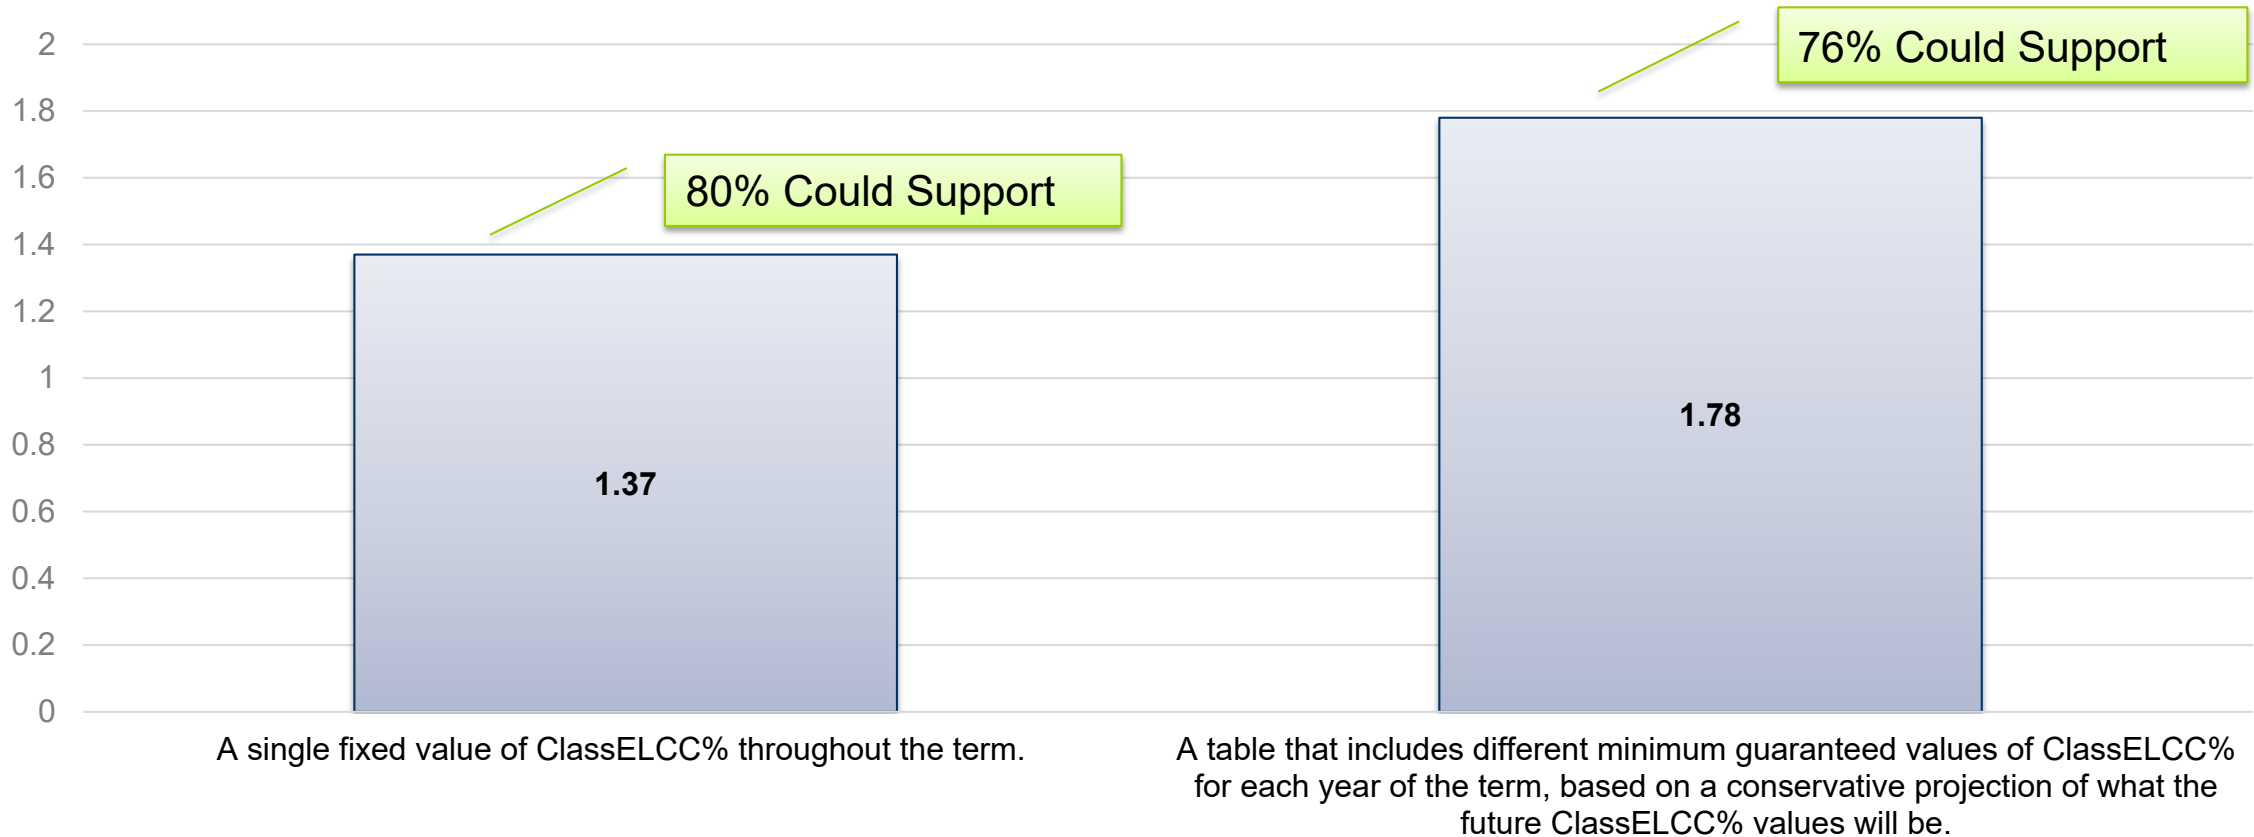 2
1.8
1.6
1.4
1.2
1
0.8
0.6
0.4
0.2
0
80% Could Support
76% Could Support
1.37
1.78
A single fixed value of ClassELCC% throughout the term.
A table that includes different minimum guaranteed values of ClassELCC%
for each year of the term, based on a conservative projection of what the
future ClassELCC% values will be.